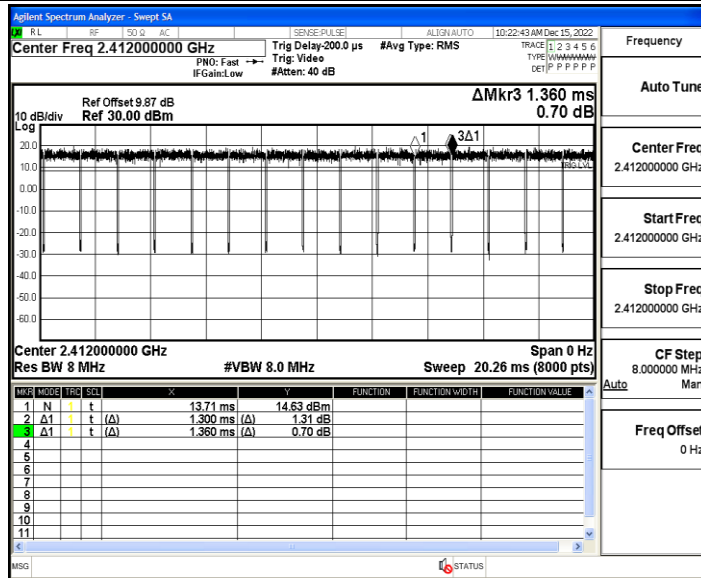 Agilent Spectrum Analyzer - Swept SA
RL RF 50 Ω AC SENSE:PULSE ALIGN AUTO 10:22:43 AM Dec 15, 2022
Center Freq 2.412000000 GHz
PNO: Fast
IFGain:Low
Trig Delay-200.0 µs
Trig: Video
#Atten: 40 dB
#Avg Type: RMS
TRACE 1 2 3 4 5 6
TYPE WWWWWW
DET P P P P P P
ΔMkr3 1.360 ms
0.70 dB
Ref Offset 9.87 dB
10 dB/div Ref 30.00 dBm
Log
20.0
10.0
0.00
-10.0
-20.0
-30.0
-40.0
-50.0
-60.0
1 3Δ1
TRIG LVL
Center 2.412000000 GHz Span 0 Hz
Res BW 8 MHz #VBW 8.0 MHz Sweep 20.26 ms (8000 pts)
MKR MODE TRC SCL X Y FUNCTION FUNCTION WIDTH FUNCTION VALUE
1 N 1 t 13.71 ms 14.63 dBm
2 Δ1 1 t (Δ) 1.300 ms (Δ) 1.31 dB
3 Δ1 1 t (Δ) 1.360 ms (Δ) 0.70 dB
4
5
6
7
8
9
10
11
MSG STATUS
Frequency
Auto Tune
Center Freq
2.412000000 GHz
Start Freq
2.412000000 GHz
Stop Freq
2.412000000 GHz
CF Step
8.000000 MHz
Auto Man
Freq Offset
0 Hz